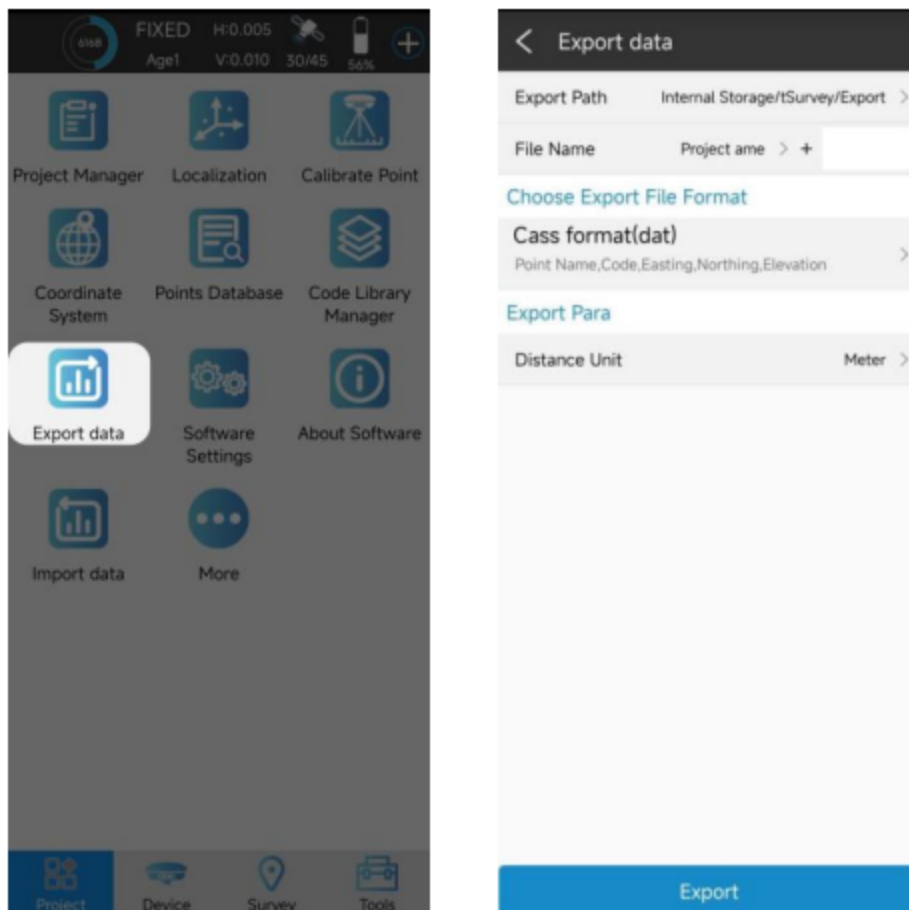 6168
FIXED H:0.005
Age1 V:0.010 30/45 56%
Project Manager Localization Calibrate Point
Coordinate System Points Database Code Library Manager
Export data Software Settings About Software
Import data More
Project Device Survey Tools
Export data
Export Path Internal Storage/tSurvey/Export
File Name Project ame > +
Choose Export File Format
Cass format(dat)
Point Name,Code,Easting,Northing,Elevation
Export Para
Distance Unit Meter
Export